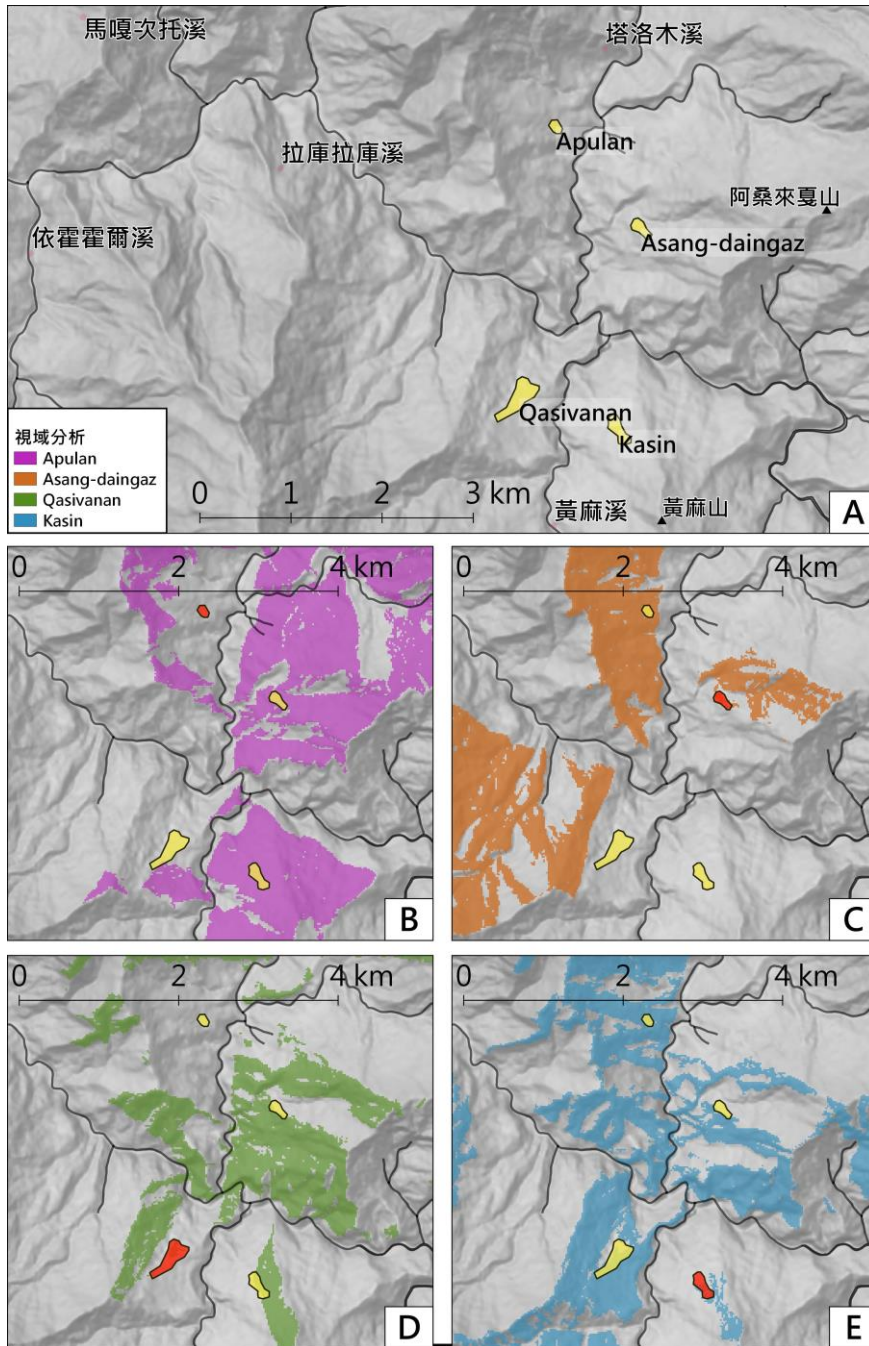 馬嘎次托溪
塔洛木溪
Apulan
拉庫拉庫溪
阿桑來戛山
依霍霍爾溪
Asang-daingaz
Qasivanan
Kasin
視域分析
Apulan
Asang-daingaz
Qasivanan
Kasin
0 1 2 3 km
黃麻溪
黃麻山
A
0 2 4 km
B
0 2 4 km
C
0 2 4 km
D
0 2 4 km
E